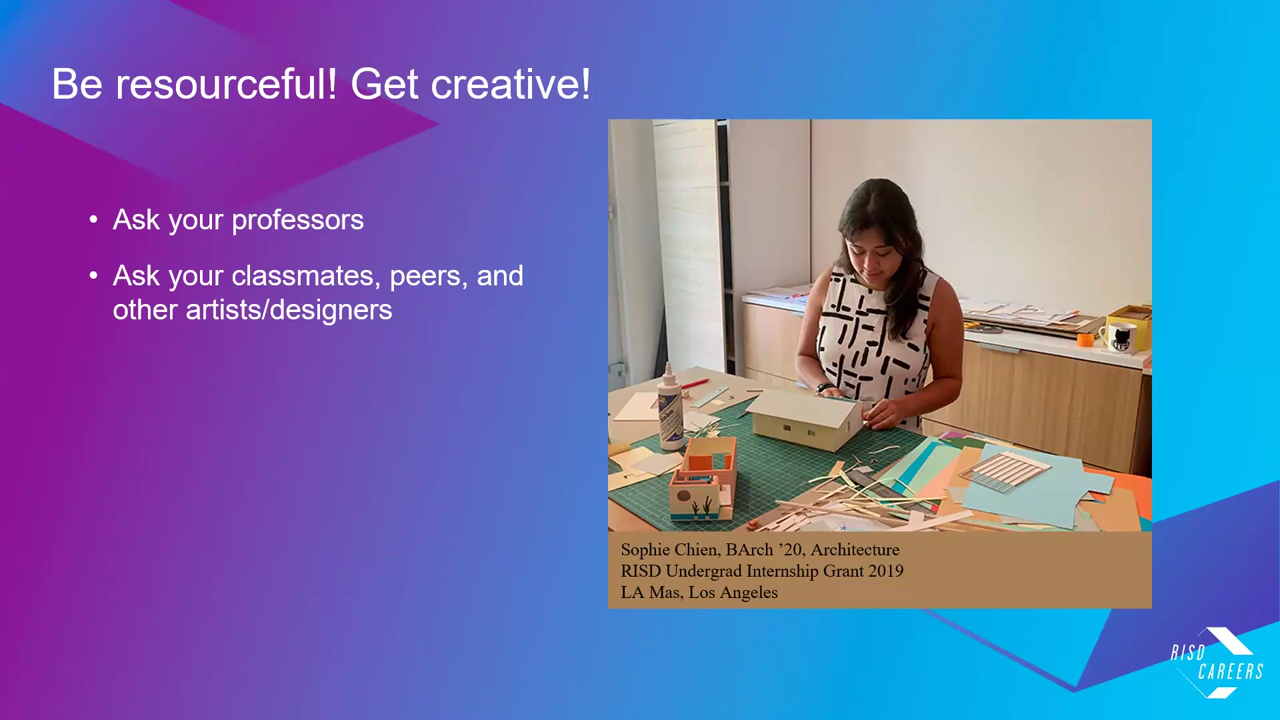 Be resourceful! Get creative!
• Ask your professors
• Ask your classmates, peers, and
other artists/designers
Sophie Chien, BArch ’20, Architecture
RISD Undergrad Internship Grant 2019
LA Mas, Los Angeles
RISD
CAREERS